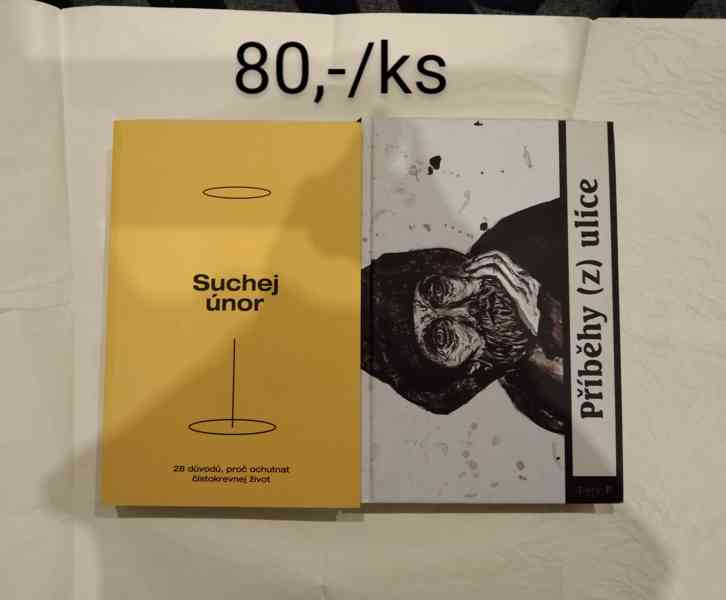 80,-/ks
Suchej
únor
28 důvodů, proč ochutnat
čistokrevnej život
Příběhy (z) ulice